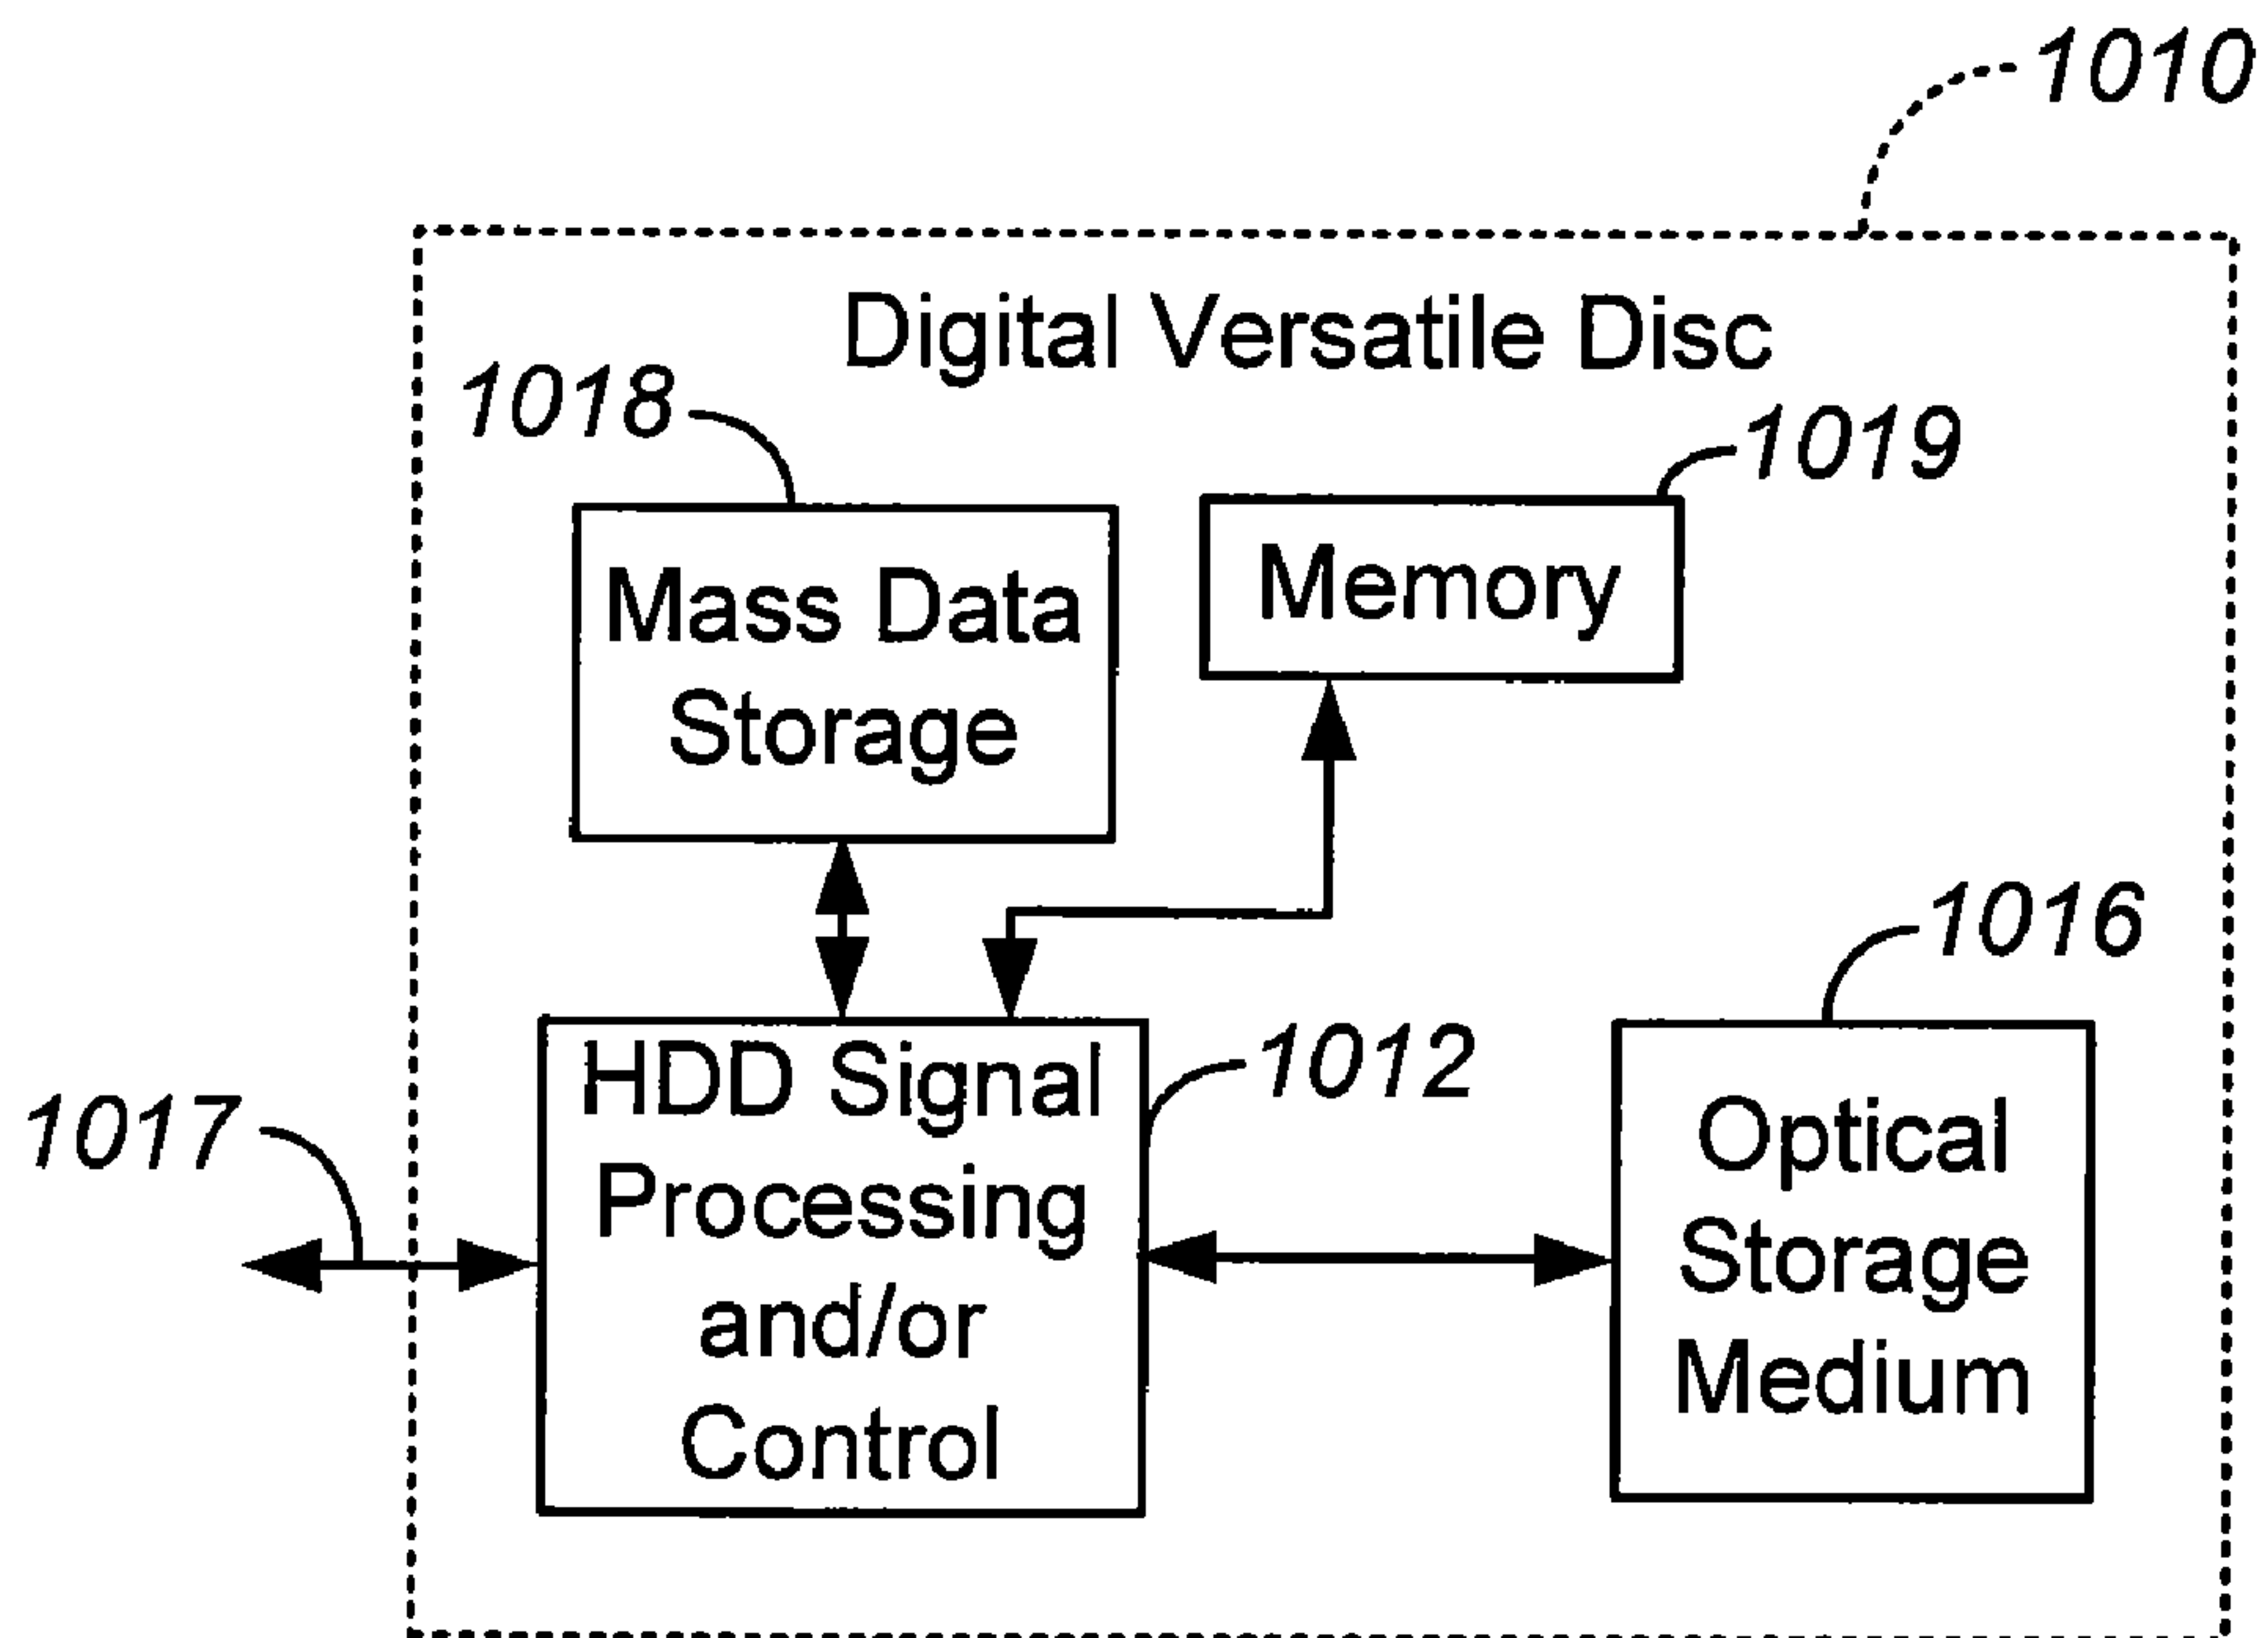 1010
Digital Versatile Disc
1018
1019
Mass Data
Storage
Memory
1016
1012
1017
HDD Signal
Processing
and/or
Control
Optical
Storage
Medium